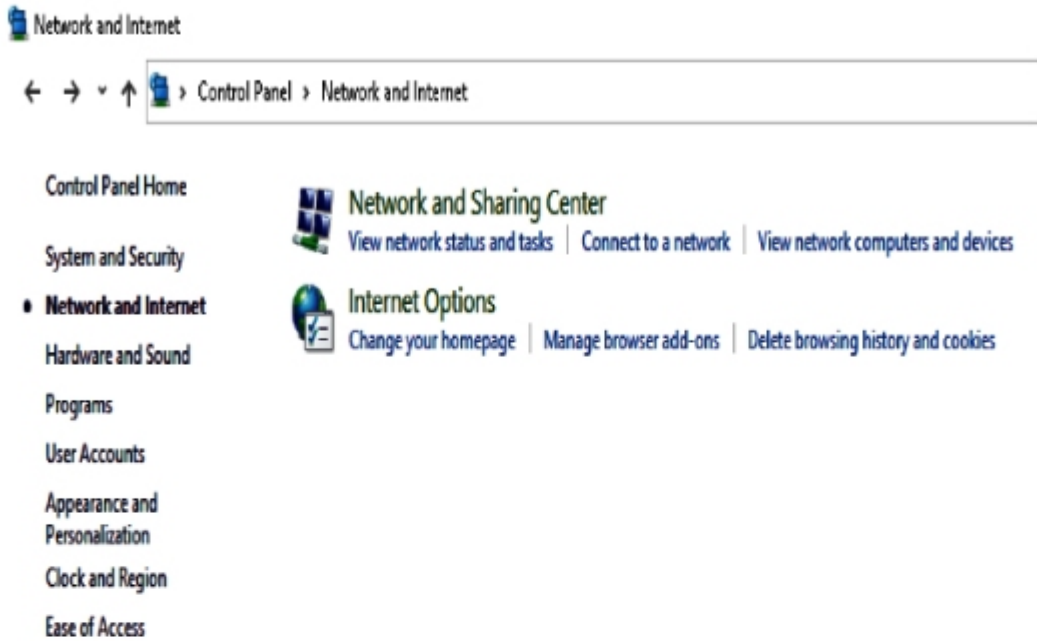 Network and Internet
Control Panel > Network and Internet
Control Panel Home
System and Security
Network and Internet
Hardware and Sound
Programs
User Accounts
Appearance and
Personalization
Clock and Region
Ease of Access
Network and Sharing Center
View network status and tasks | Connect to a network | View network computers and devices
Internet Options
Change your homepage | Manage browser add-ons | Delete browsing history and cookies